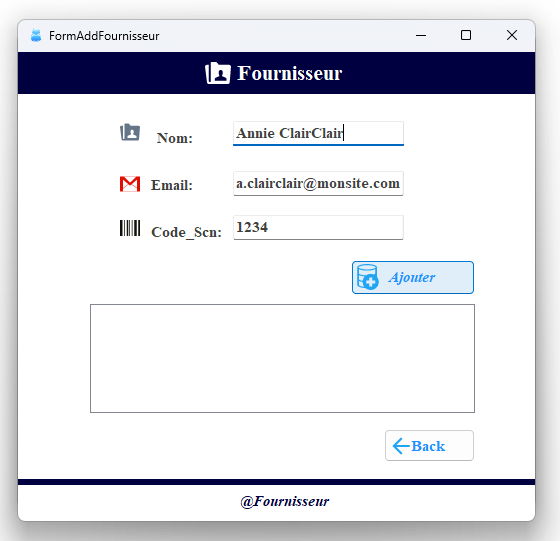 FormAddFournisseur
Fournisseur
Nom: Annie ClairClair
Email: a.clairclair@monsite.com
Code_Scn: 1234
Ajouter
Back
@Fournisseur